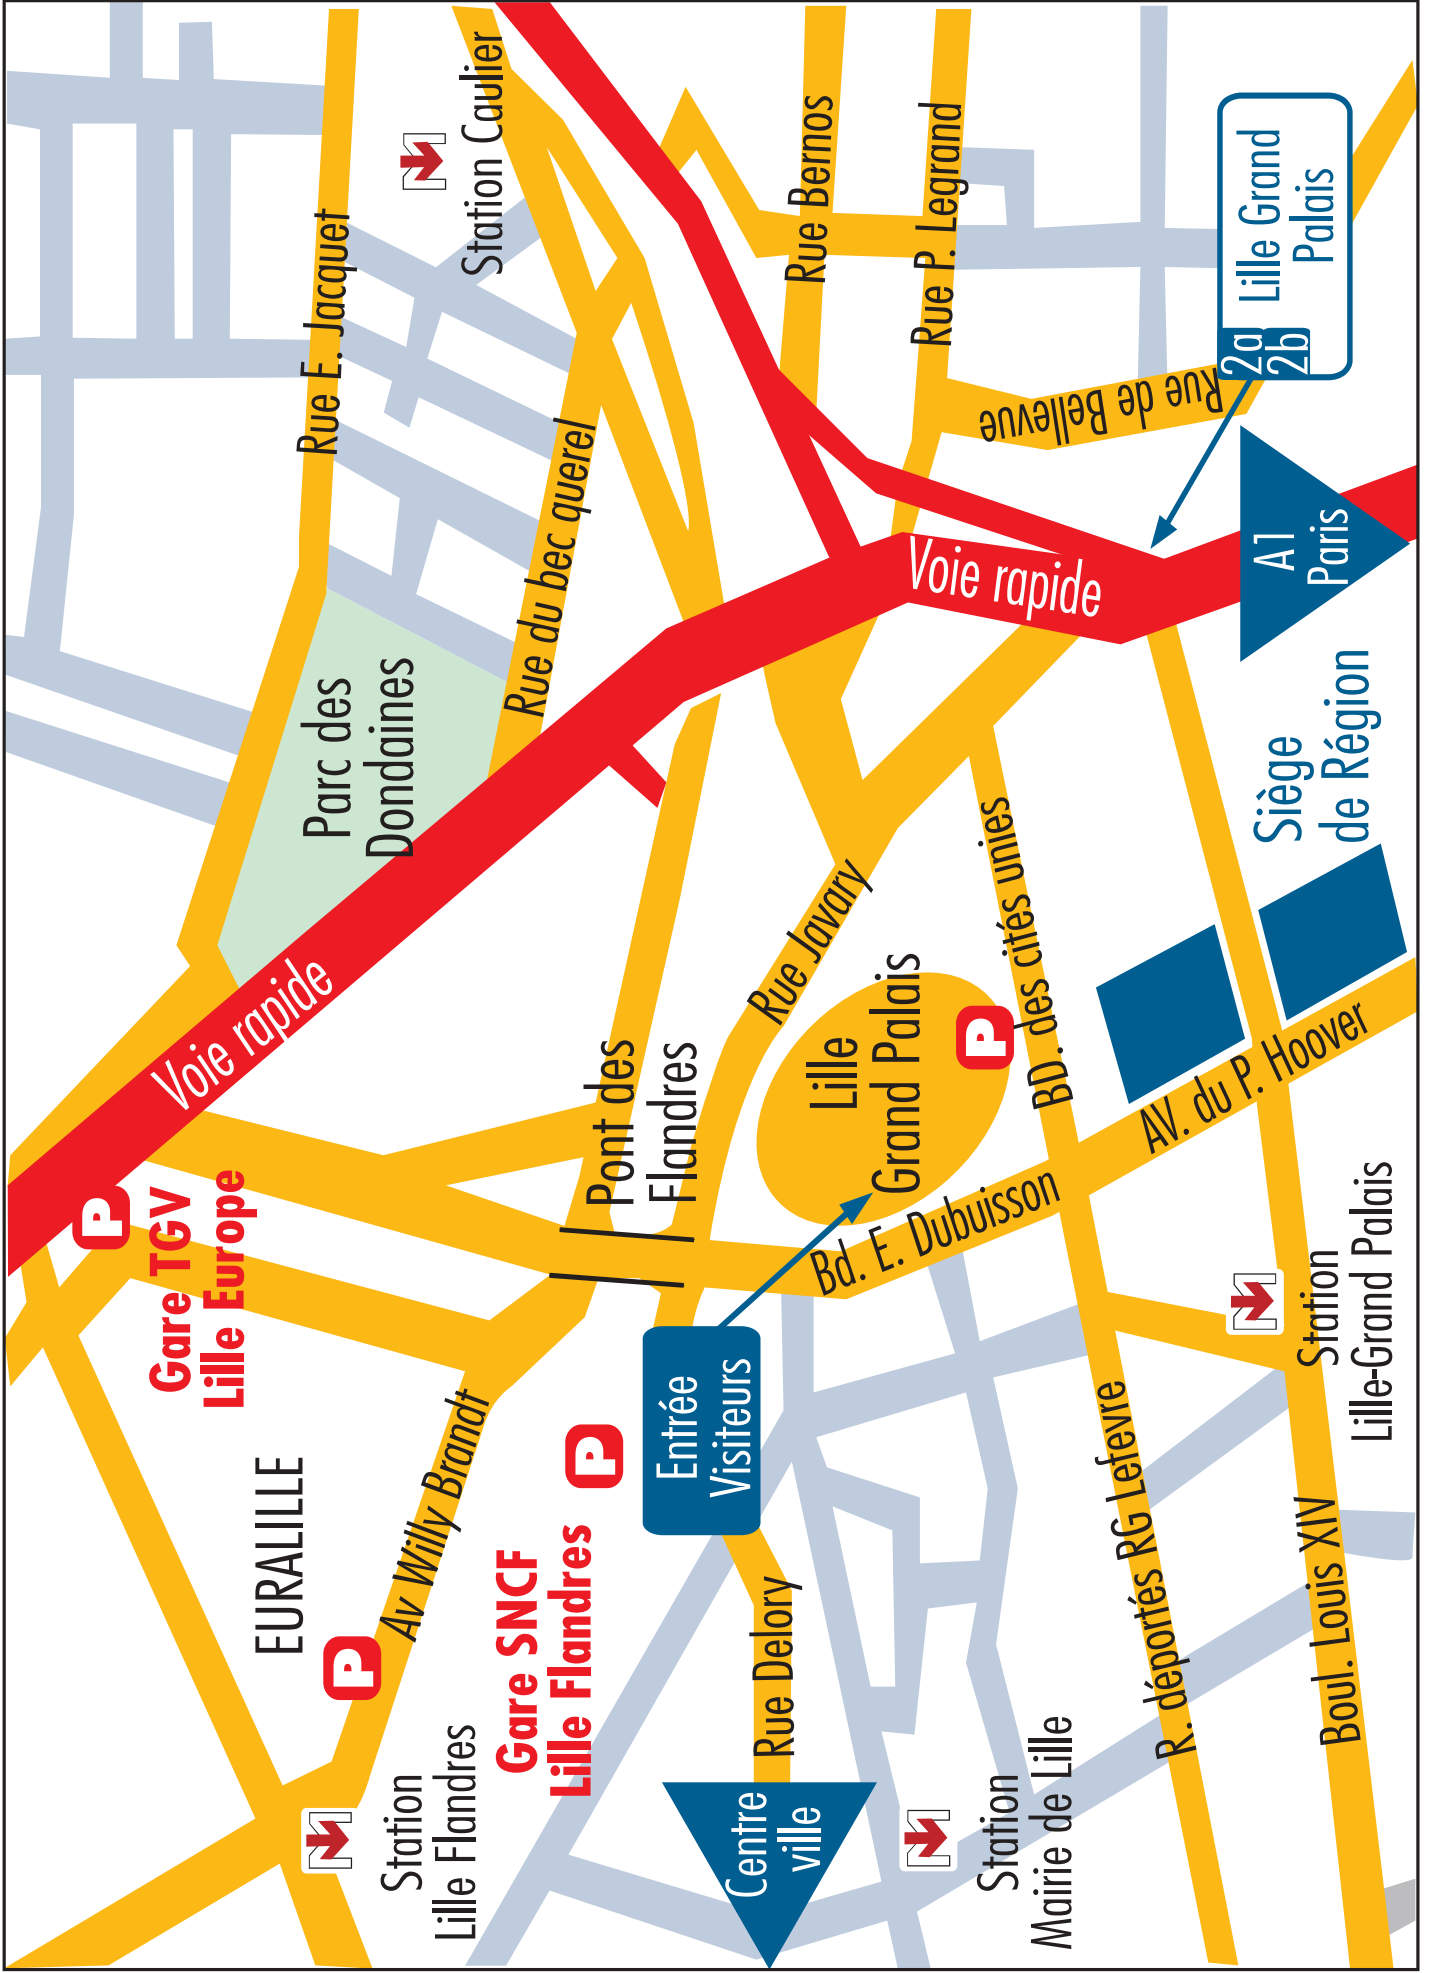 Rue E. Jacquet
M
Station Caulier
Rue Bernos
Rue P. Legrand
Rue de Bellevue
2a
2b
Lille Grand
Palais
Rue du bec querel
Voie rapide
A1
Paris
Parc des
Dondaines
Siège
de Région
Voie rapide
Rue Javary
BD. des cités unies
Lille
Grand Palais
P
Pont des
Flandres
AV. du P. Hoover
Bd. E. Dubuisson
P
Gare TGV
Lille Europe
M
Station
Lille-Grand Palais
Entrée
Visiteurs
EURALILLE
Av Willy Brandt
P
P
Gare SNCF
Lille Flandres
Rue Delory
R. déportés RG Lefevre
Boul. Louis XIV
M
Station
Lille Flandres
Centre
ville
M
Station
Mairie de Lille